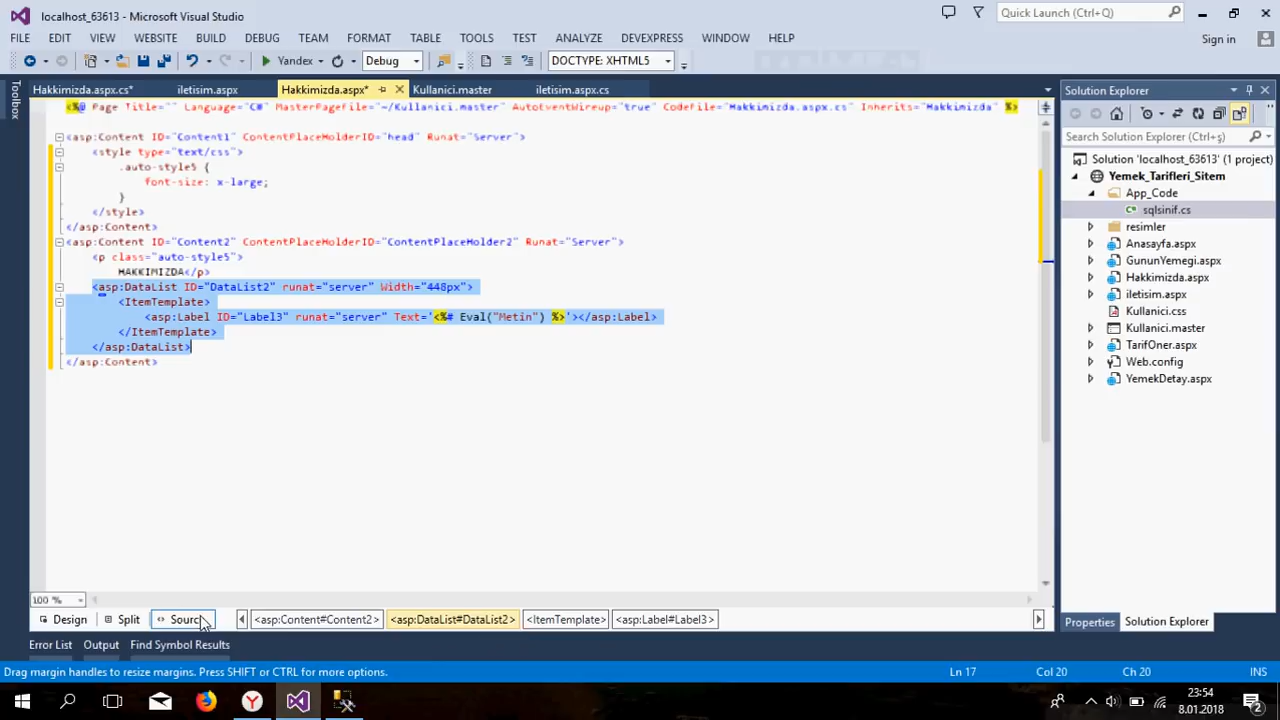 localhost_63613 - Microsoft Visual Studio
Quick Launch (Ctrl+Q)
FILE EDIT VIEW WEBSITE BUILD DEBUG TEAM FORMAT TABLE TOOLS TEST ANALYZE DEVEXPRESS WINDOW HELP
Sign in
Yandex Debug DOCTYPE: XHTML5
Toolbox
Hakkimizda.aspx.cs* iletisim.aspx Hakkimizda.aspx* Kullanici.master iletisim.aspx.cs
<%@ Page Title="" Language="C#" MasterPageFile="~/Kullanici.master" AutoEventWireup="true" CodeFile="Hakkimizda.aspx.cs" Inherits="Hakkimizda" %>
<asp:Content ID="Content1" ContentPlaceHolderID="head" Runat="Server">
<style type="text/css">
.auto-style5 {
font-size: x-large;
}
</style>
</asp:Content>
<asp:Content ID="Content2" ContentPlaceHolderID="ContentPlaceHolder2" Runat="Server">
<p class="auto-style5">
HAKKIMIZDA</p>
<asp:DataList ID="DataList2" runat="server" Width="448px">
<ItemTemplate>
<asp:Label ID="Label3" runat="server" Text='<%# Eval("Metin") %>'></asp:Label>
</ItemTemplate>
</asp:DataList>
</asp:Content>
100 %
Design Split Source <asp:Content#Content2> <asp:DataList#DataList2> <ItemTemplate> <asp:Label#Label3>
Error List Output Find Symbol Results
Drag margin handles to resize margins. Press SHIFT or CTRL for more options.
Ln 17 Col 20 Ch 20 INS
Solution Explorer
Search Solution Explorer (Ctrl+ş)
Solution 'localhost_63613' (1 project)
Yemek_Tarifleri_Sitem
App_Code
sqlsinif.cs
resimler
Anasayfa.aspx
GununYemegi.aspx
Hakkimizda.aspx
iletisim.aspx
Kullanici.css
Kullanici.master
TarifOner.aspx
Web.config
YemekDetay.aspx
Properties Solution Explorer
23:54
8.01.2018
2